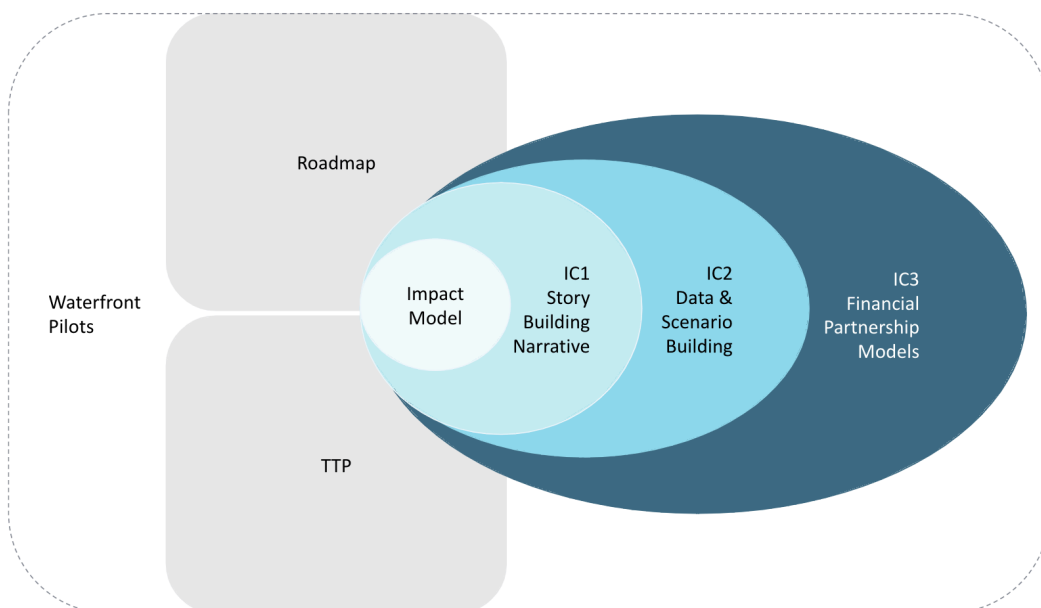 Roadmap
Waterfront
Pilots
Impact
Model
IC1
Story
Building
Narrative
IC2
Data &
Scenario
Building
IC3
Financial
Partnership
Models
TTP